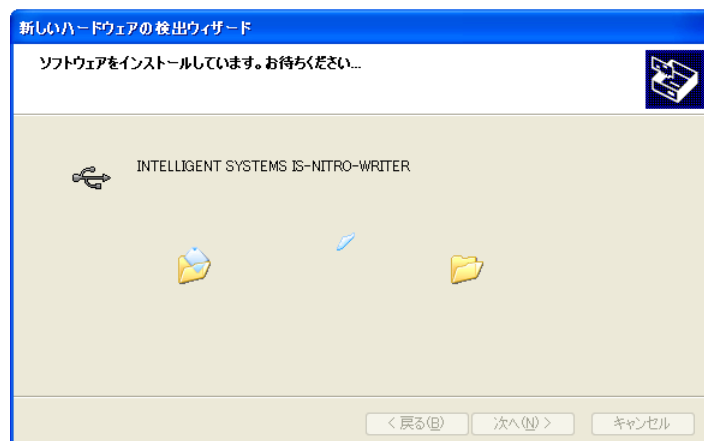 新しいハードウェアの検出ウィザード
ソフトウェアをインストールしています。お待ちください...
INTELLIGENT SYSTEMS IS-NITRO-WRITER
< 戻る(B) 次へ(N) > キャンセル